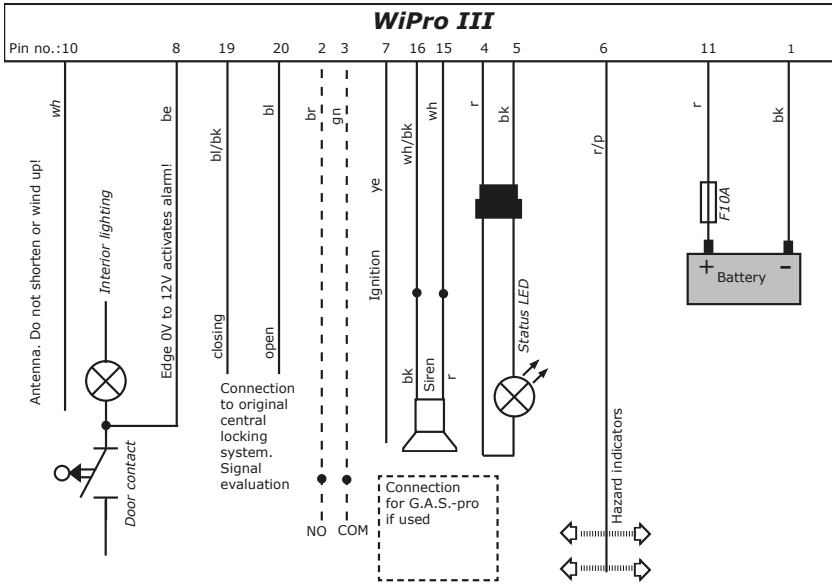 WiPro III
Pin no.:10 8 19 20 2 3 7 16 15 4 5 6 11 1
wh
be
bl/bk
bl
br
gn
ye
wh/bk
wh
r
bk
r/p
r
bk
Antenna. Do not shorten or wind up!
Interior lighting
Edge 0V to 12V activates alarm!
closing
open
Ignition
bk
Siren
r
Status LED
F10A
+ -
Battery
Connection
to original
central
locking
system.
Signal
evaluation
Door contact
NO COM
Connection
for G.A.S.-pro
if used
Hazard indicators